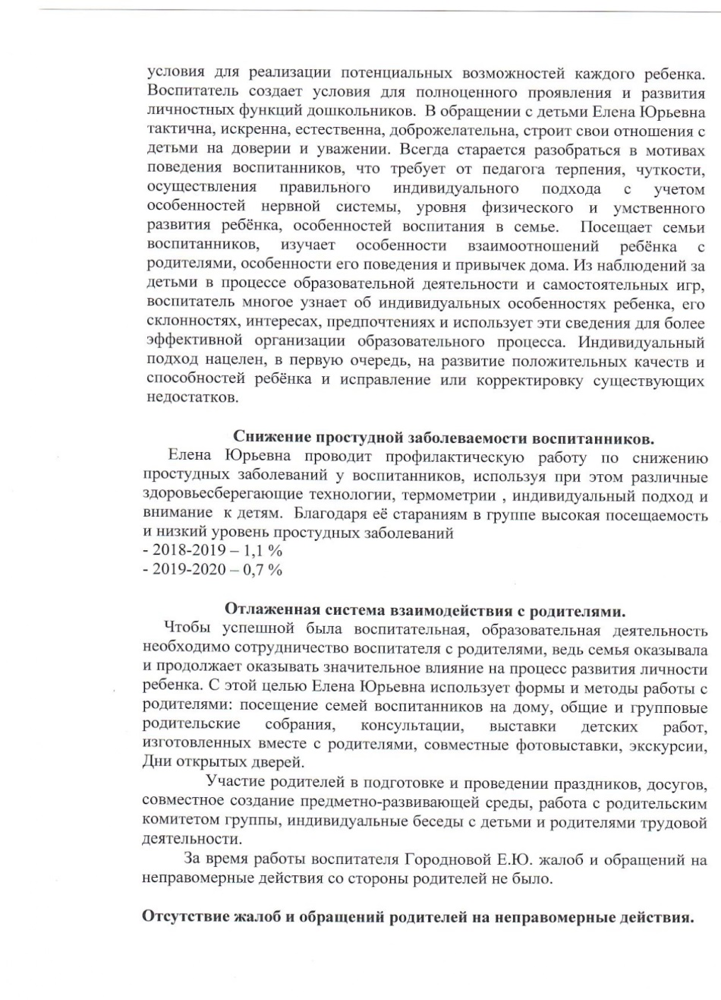 условия для реализации потенциальных возможностей каждого ребенка.
Воспитатель создает условия для полноценного проявления и развития
личностных функций дошкольников. В обращении с детьми Елена Юрьевна
тактична, искренна, естественна, доброжелательна, строит свои отношения с
детьми на доверии и уважении. Всегда старается разобраться в мотивах
поведения воспитанников, что требует от педагога терпения, чуткости,
осуществления правильного индивидуального подхода с учетом
особенностей нервной системы, уровня физического и умственного
развития ребёнка, особенностей воспитания в семье. Посещает семьи
воспитанников, изучает особенности взаимоотношений ребёнка с
родителями, особенности его поведения и привычек дома. Из наблюдений за
детьми в процессе образовательной деятельности и самостоятельных игр,
воспитатель многое узнает об индивидуальных особенностях ребенка, его
склонностях, интересах, предпочтениях и использует эти сведения для более
эффективной организации образовательного процесса. Индивидуальный
подход нацелен, в первую очередь, на развитие положительных качеств и
способностей ребёнка и исправление или корректировку существующих
недостатков.
Снижение простудной заболеваемости воспитанников.
Елена Юрьевна проводит профилактическую работу по снижению
простудных заболеваний у воспитанников, используя при этом различные
здоровьесберегающие технологии, термометрии , индивидуальный подход и
внимание к детям. Благодаря её стараниям в группе высокая посещаемость
и низкий уровень простудных заболеваний
- 2018-2019 – 1,1 %
- 2019-2020 – 0,7 %
Отлаженная система взаимодействия с родителями.
Чтобы успешной была воспитательная, образовательная деятельность
необходимо сотрудничество воспитателя с родителями, ведь семья оказывала
и продолжает оказывать значительное влияние на процесс развития личности
ребенка. С этой целью Елена Юрьевна использует формы и методы работы с
родителями: посещение семей воспитанников на дому, общие и групповые
родительские собрания, консультации, выставки детских работ,
изготовленных вместе с родителями, совместные фотовыставки, экскурсии,
Дни открытых дверей.
Участие родителей в подготовке и проведении праздников, досугов,
совместное создание предметно-развивающей среды, работа с родительским
комитетом группы, индивидуальные беседы с детьми и родителями трудовой
деятельности.
За время работы воспитателя Городновой Е.Ю. жалоб и обращений на
неправомерные действия со стороны родителей не было.
Отсутствие жалоб и обращений родителей на неправомерные действия.